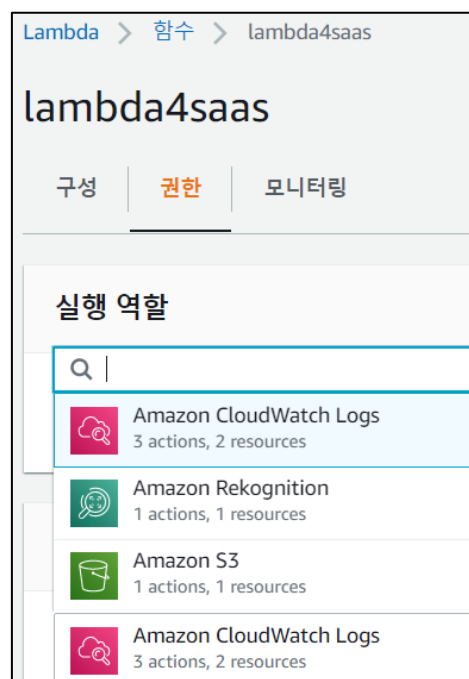 Lambda > 함수 > lambda4saas
lambda4saas
구성 권한 모니터링
실행 역할
Amazon CloudWatch Logs
3 actions, 2 resources
Amazon Rekognition
1 actions, 1 resources
Amazon S3
1 actions, 1 resources
Amazon CloudWatch Logs
3 actions, 2 resources